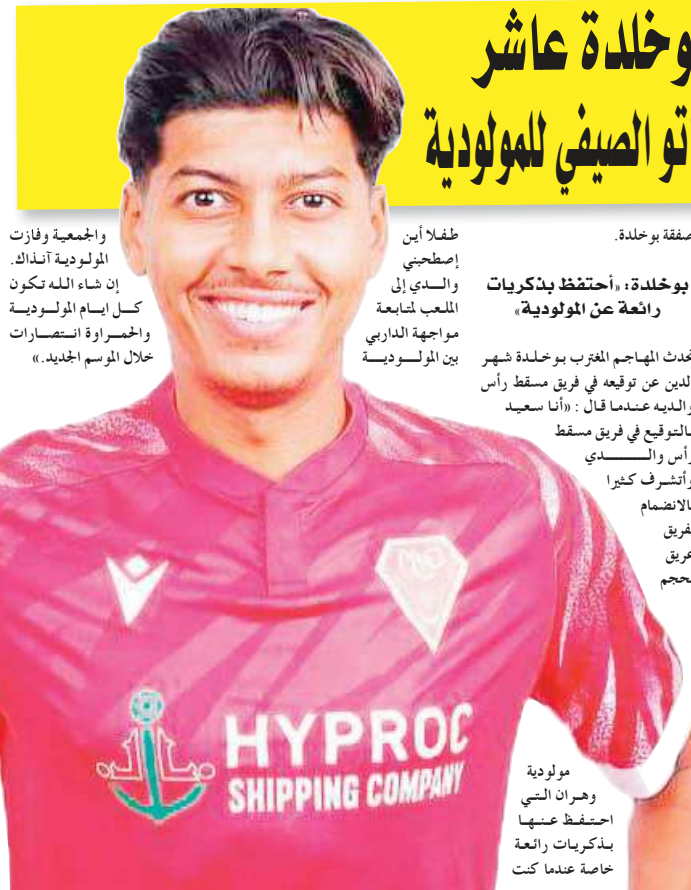 وخلدة عاشر
تو الصيفي للمولودية
صفقة بوخلدة.
بوخلدة: «أحتفظ بذكريات
رائعة عن المولودية»
تحدث المهاجم المغترب بوخلدة شهر
الدين عن توقيعه في فريق مسقط رأس
والديه عندما قال : «أنا سعيد
بالتوقيع في فريق مسقط
رأس والدي
وأتشرف كثيرا
بالانضمام
لفريق
عريق
بحجم
مولودية
وهران التي
احتفظ عنها
بذكريات رائعة
خاصة عندما كنت
طفلا أين
إصطحبني
والدي إلى
الملعب لمتابعة
مواجهة الداربي
بين المولودية
والجمعية وفازت
المولودية آنذاك.
إن شاء الله تكون
كل ايام المولودية
والحمراوة انتصارات
خلال الموسم الجديد.»
MCO
HYPROC
SHIPPING COMPANY